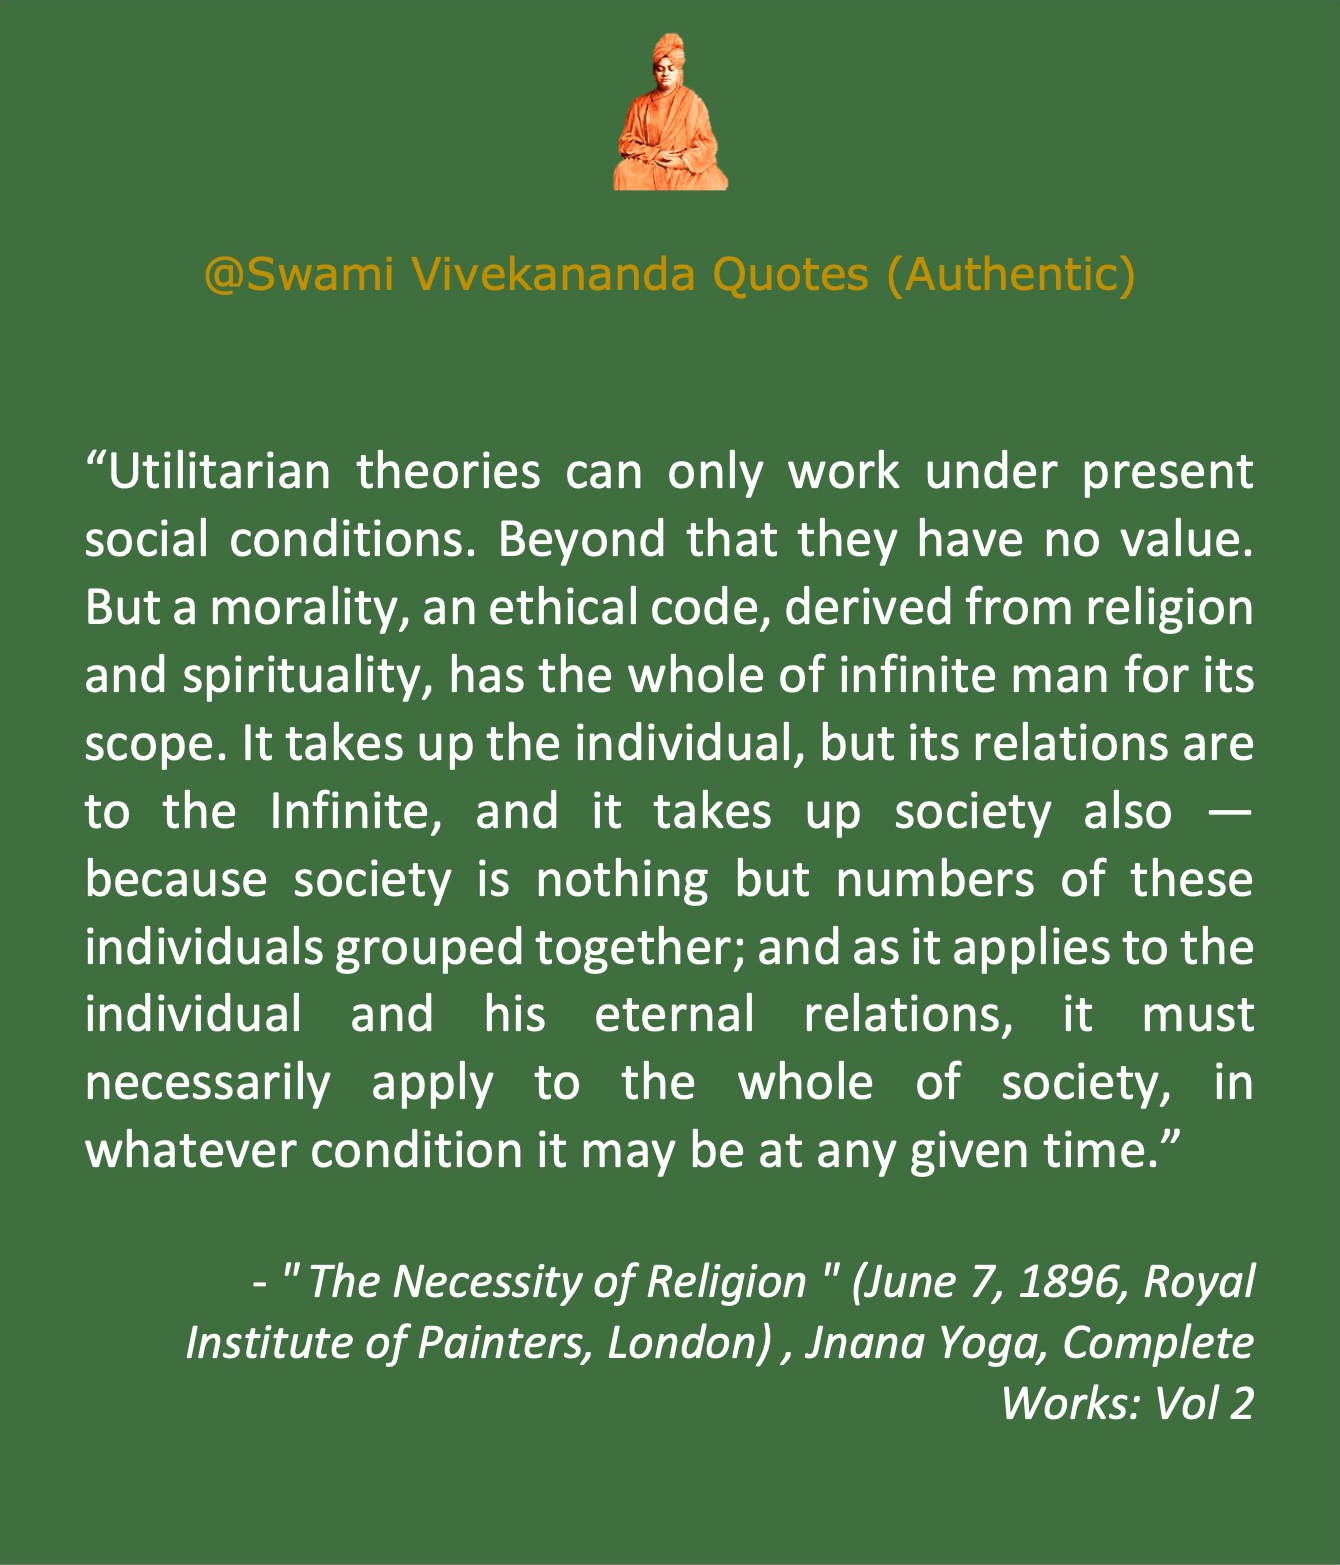 @Swami Vivekananda Quotes (Authentic)
“Utilitarian theories can only work under present
social conditions. Beyond that they have no value.
But a morality, an ethical code, derived from religion
and spirituality, has the whole of infinite man for its
scope. It takes up the individual, but its relations are
to the Infinite, and it takes up society also —
because society is nothing but numbers of these
individuals grouped together; and as it applies to the
individual and his eternal relations, it must
necessarily apply to the whole of society, in
whatever condition it may be at any given time.”
- " The Necessity of Religion " (June 7, 1896, Royal
Institute of Painters, London) , Jnana Yoga, Complete
Works: Vol 2